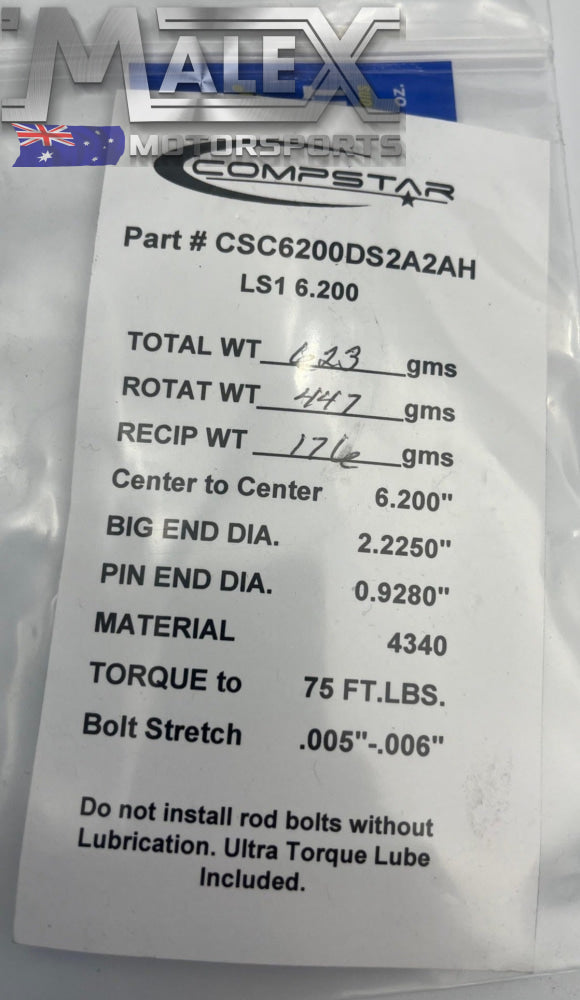 MALEX
MOTORSPORTS
OZ.
COMPSTAR
Part # CSC6200DS2A2AH
LS1 6.200
TOTAL WT 623 gms
ROTAT WT 447 gms
RECIP WT 176 gms
Center to Center 6.200"
BIG END DIA. 2.2250"
PIN END DIA. 0.9280"
MATERIAL 4340
TORQUE to 75 FT.LBS.
Bolt Stretch .005"-.006"
Do not install rod bolts without
Lubrication. Ultra Torque Lube
Included.